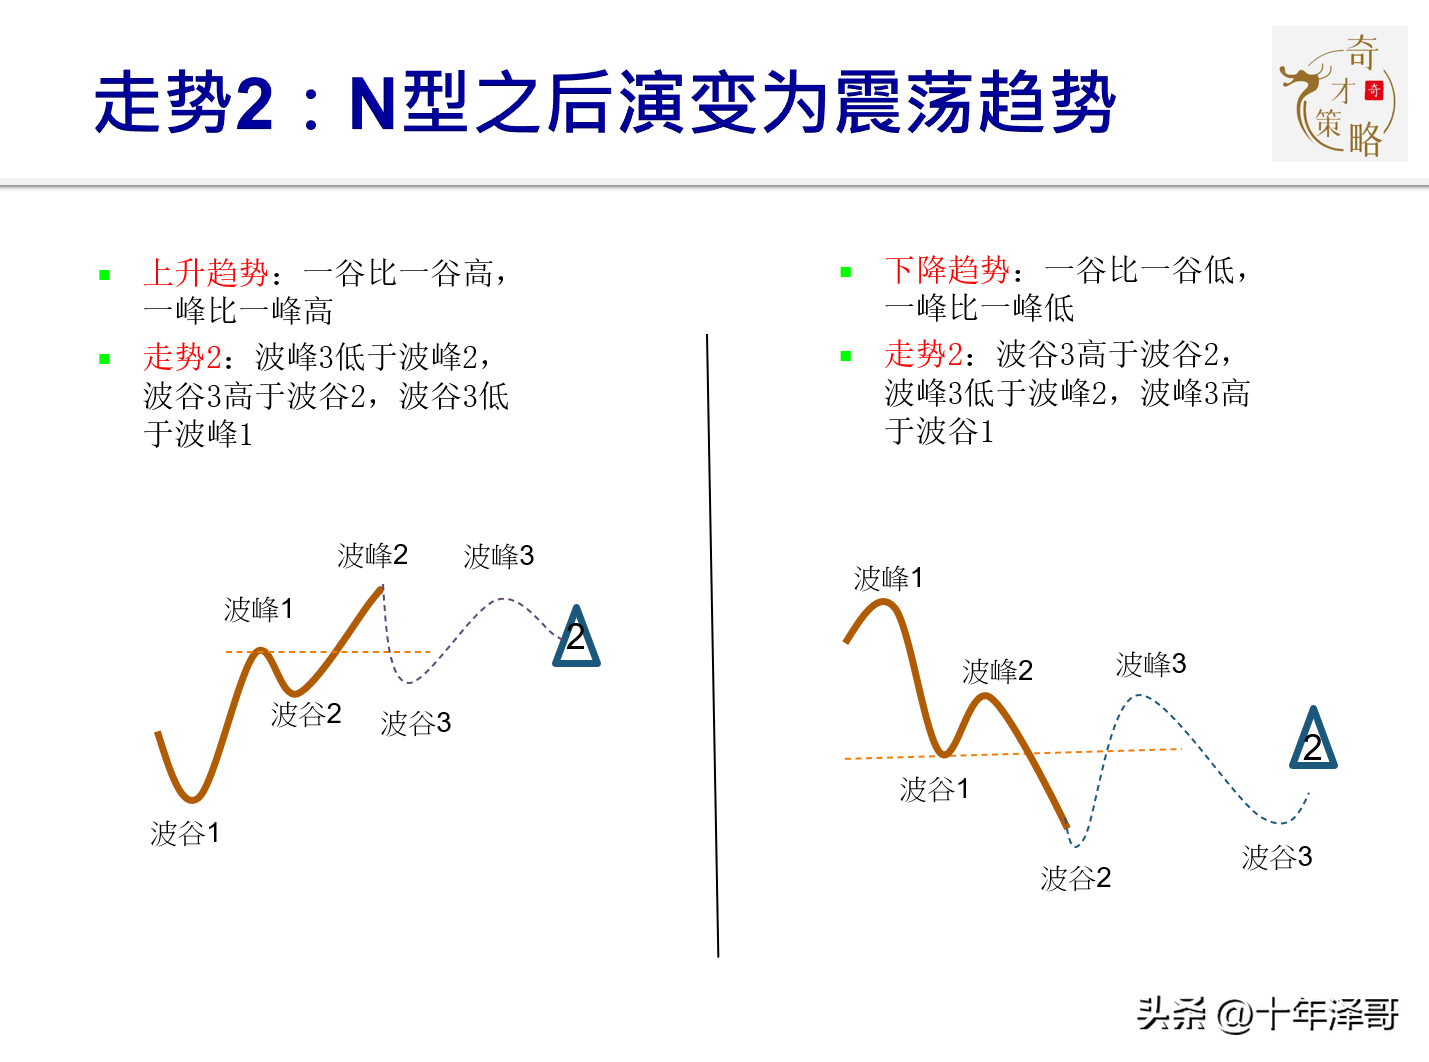 走势2：N型之后演变为震荡趋势
奇
才
奇
策
略
上升趋势：一谷比一谷高，
一峰比一峰高
走势2：波峰3低于波峰2，
波谷3高于波谷2，波谷3低
于波峰1
下降趋势：一谷比一谷低，
一峰比一峰低
走势2：波谷3高于波谷2，
波峰3低于波峰2，波峰3高
于波谷1
波峰2
波峰3
波峰1
2
波谷2
波谷3
波谷1
波峰1
波峰2
波峰3
2
波谷1
波谷3
波谷2
头条 @十年泽哥